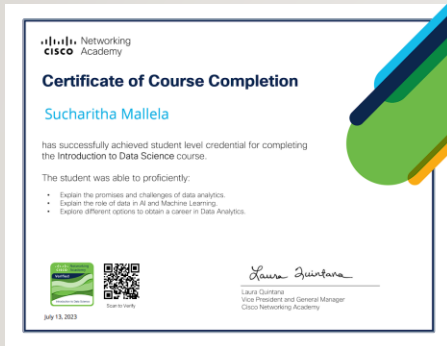 Networking
CISCO Academy
Certificate of Course Completion
Sucharitha Mallela
has successfully achieved student level credential for completing
the Introduction to Data Science course.
The student was able to proficiently:
• Explain the promises and challenges of data analytics.
• Explain the role of data in AI and Machine Learning.
• Explore different options to obtain a career in Data Analytics.
Scan to Verify
Laura Quintana
Laura Quintana
Vice President and General Manager
Cisco Networking Academy
July 13, 2023